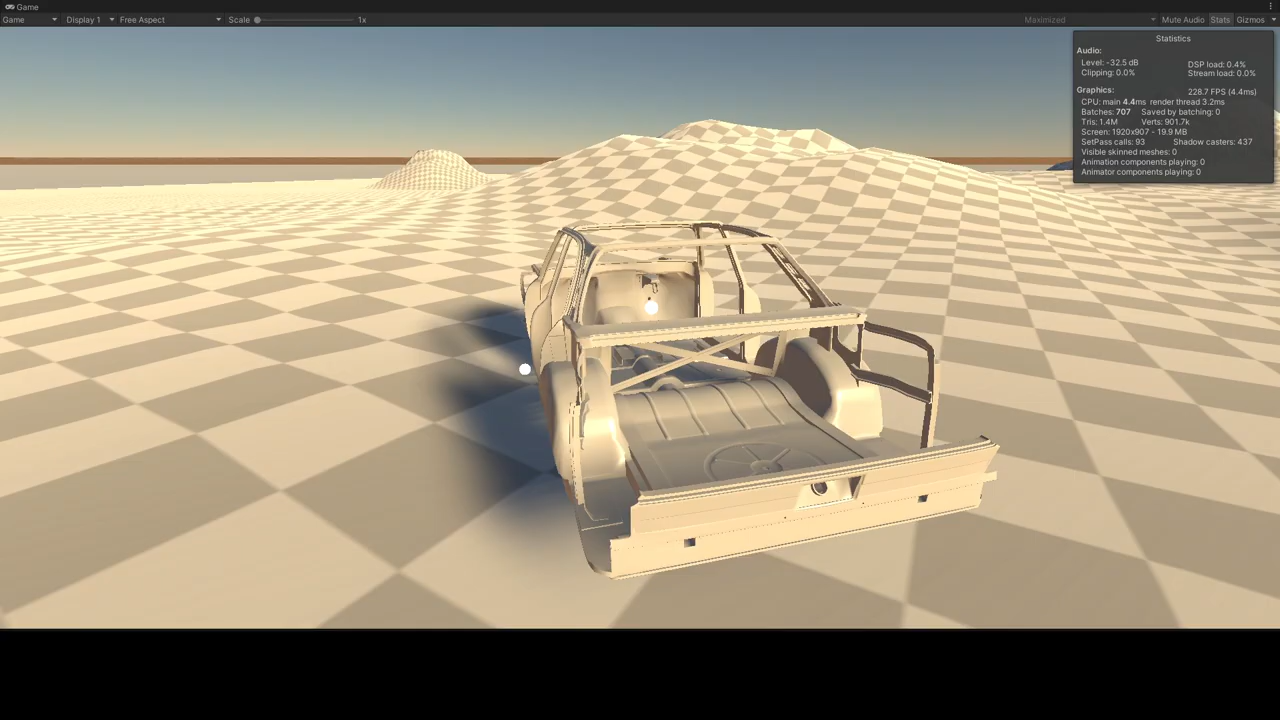 Game
Game Display 1 Free Aspect Scale 1x Maximized Mute Audio Stats Gizmos
Statistics
Audio:
Level: -32.5 dB DSP load: 0.4%
Clipping: 0.0% Stream load: 0.0%
Graphics: 228.7 FPS (4.4ms)
CPU: main 4.4ms render thread 3.2ms
Batches: 707 Saved by batching: 0
Tris: 1.4M Verts: 901.7k
Screen: 1920x907 - 19.9 MB
SetPass calls: 93 Shadow casters: 437
Visible skinned meshes: 0
Animation components playing: 0
Animator components playing: 0